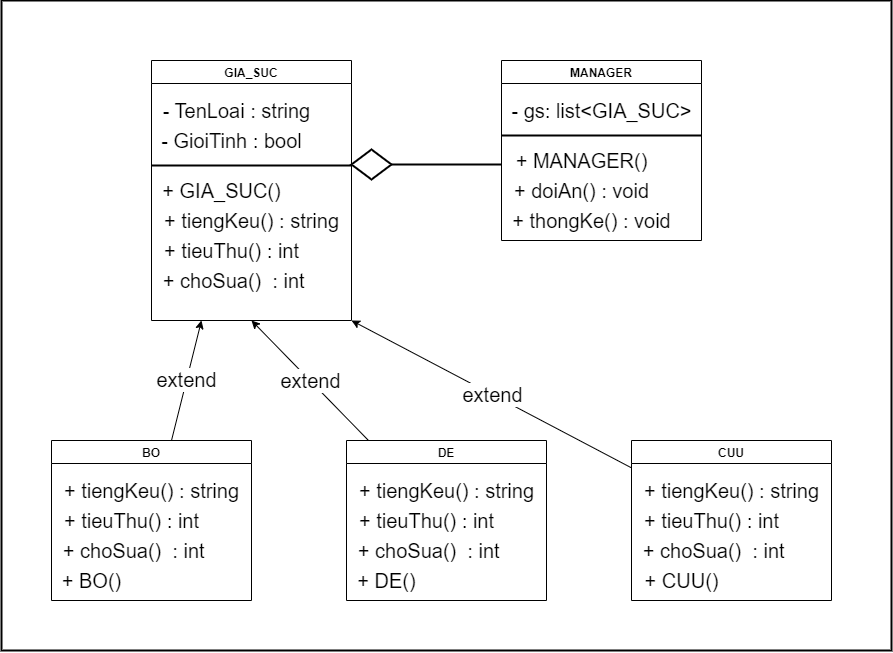 GIA_SUC
- TenLoai : string
- GioiTinh : bool
+ GIA_SUC()
+ tiengKeu() : string
+ tieuThu() : int
+ choSua() : int
MANAGER
- gs: list<GIA_SUC>
+ MANAGER()
+ doiAn() : void
+ thongKe() : void
extend
extend
extend
BO
+ tiengKeu() : string
+ tieuThu() : int
+ choSua() : int
+ BO()
DE
+ tiengKeu() : string
+ tieuThu() : int
+ choSua() : int
+ DE()
CUU
+ tiengKeu() : string
+ tieuThu() : int
+ choSua() : int
+ CUU()